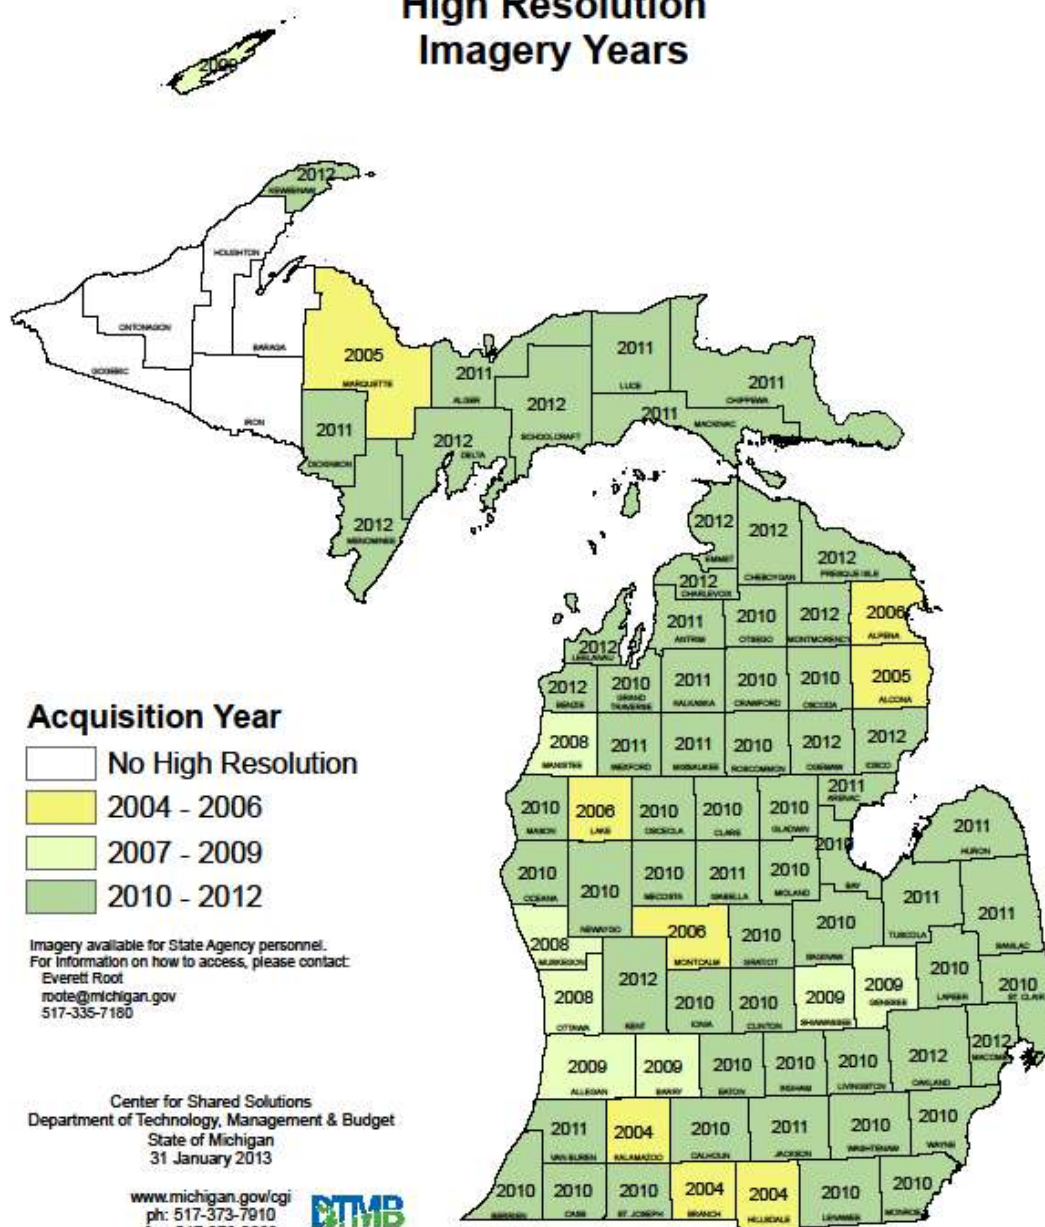 High Resolution
Imagery Years
2009
2012
KEWEENAW
HOUGHTON
ONTONAGON
BARAGA
GOGEBIC
IRON
2005
MARQUETTE
2011
ALGER
2011
LUCE
2011
CHIPPEWA
2012
SCHOOLCRAFT
2011
MACKINAC
2011
DICKINSON
2012
DELTA
2012
MENOMINEE
2012
EMMET
2012
CHEBOYGAN
2012
PRESQUE ISLE
2012
CHARLEVOIX
2011
ANTRIM
2010
OTSEGO
2012
MONTMORENCY
2006
ALPENA
2012
LEELANAU
2012
BENZIE
2010
GRAND
TRAVERSE
2011
KALKASKA
2010
CRAWFORD
2010
OSCODA
2005
ALCONA
2008
MANISTEE
2011
WEXFORD
2011
MISSAUKEE
2010
ROSCOMMON
2012
OGEMAW
2012
IOSCO
2010
MASON
2006
LAKE
2010
OSCEOLA
2010
CLARE
2010
GLADWIN
2011
ARENAC
2011
HURON
2010
OCEANA
2010
NEWAYGO
2010
MECOSTA
2011
ISABELLA
2010
MIDLAND
2010
BAY
2011
TUSCOLA
2011
SANILAC
2008
MUSKEGON
2006
MONTCALM
2010
GRATIOT
2010
SAGINAW
2008
OTTAWA
2012
KENT
2010
IONIA
2010
CLINTON
2009
SHIAWASSEE
2009
GENESEE
2010
LAPEER
2010
ST. CLAIR
2009
ALLEGAN
2009
BARRY
2010
EATON
2010
INGHAM
2010
LIVINGSTON
2012
OAKLAND
2012
MACOMB
2011
VAN BUREN
2004
KALAMAZOO
2010
CALHOUN
2011
JACKSON
2010
WASHTENAW
2010
WAYNE
2010
BERRIEN
2010
CASS
2010
ST. JOSEPH
2004
BRANCH
2004
HILLSDALE
2010
LENAWEE
2010
MONROE
Acquisition Year
No High Resolution
2004 - 2006
2007 - 2009
2010 - 2012
Imagery available for State Agency personnel.
For information on how to access, please contact:
Everett Root
roote@michigan.gov
517-335-7180
Center for Shared Solutions
Department of Technology, Management & Budget
State of Michigan
31 January 2013
www.michigan.gov/cgi
ph: 517-373-7910
DTMB